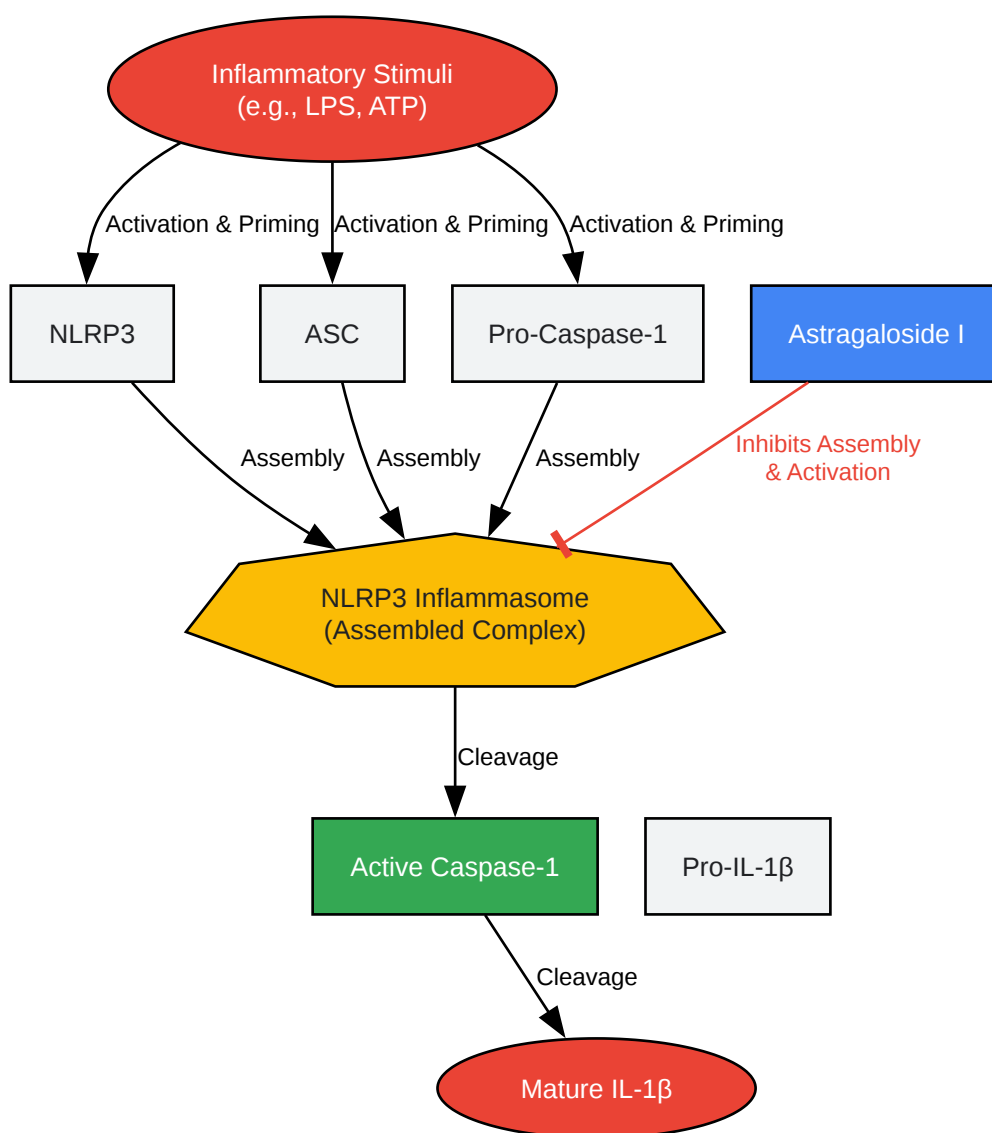 Inflammatory Stimuli
(e.g., LPS, ATP)
Activation & Priming
Activation & Priming
Activation & Priming
NLRP3
ASC
Pro-Caspase-1
Astragaloside I
Assembly
Assembly
Assembly
Inhibits Assembly
& Activation
NLRP3 Inflammasome
(Assembled Complex)
Cleavage
Active Caspase-1
Pro-IL-1β
Cleavage
Mature IL-1β